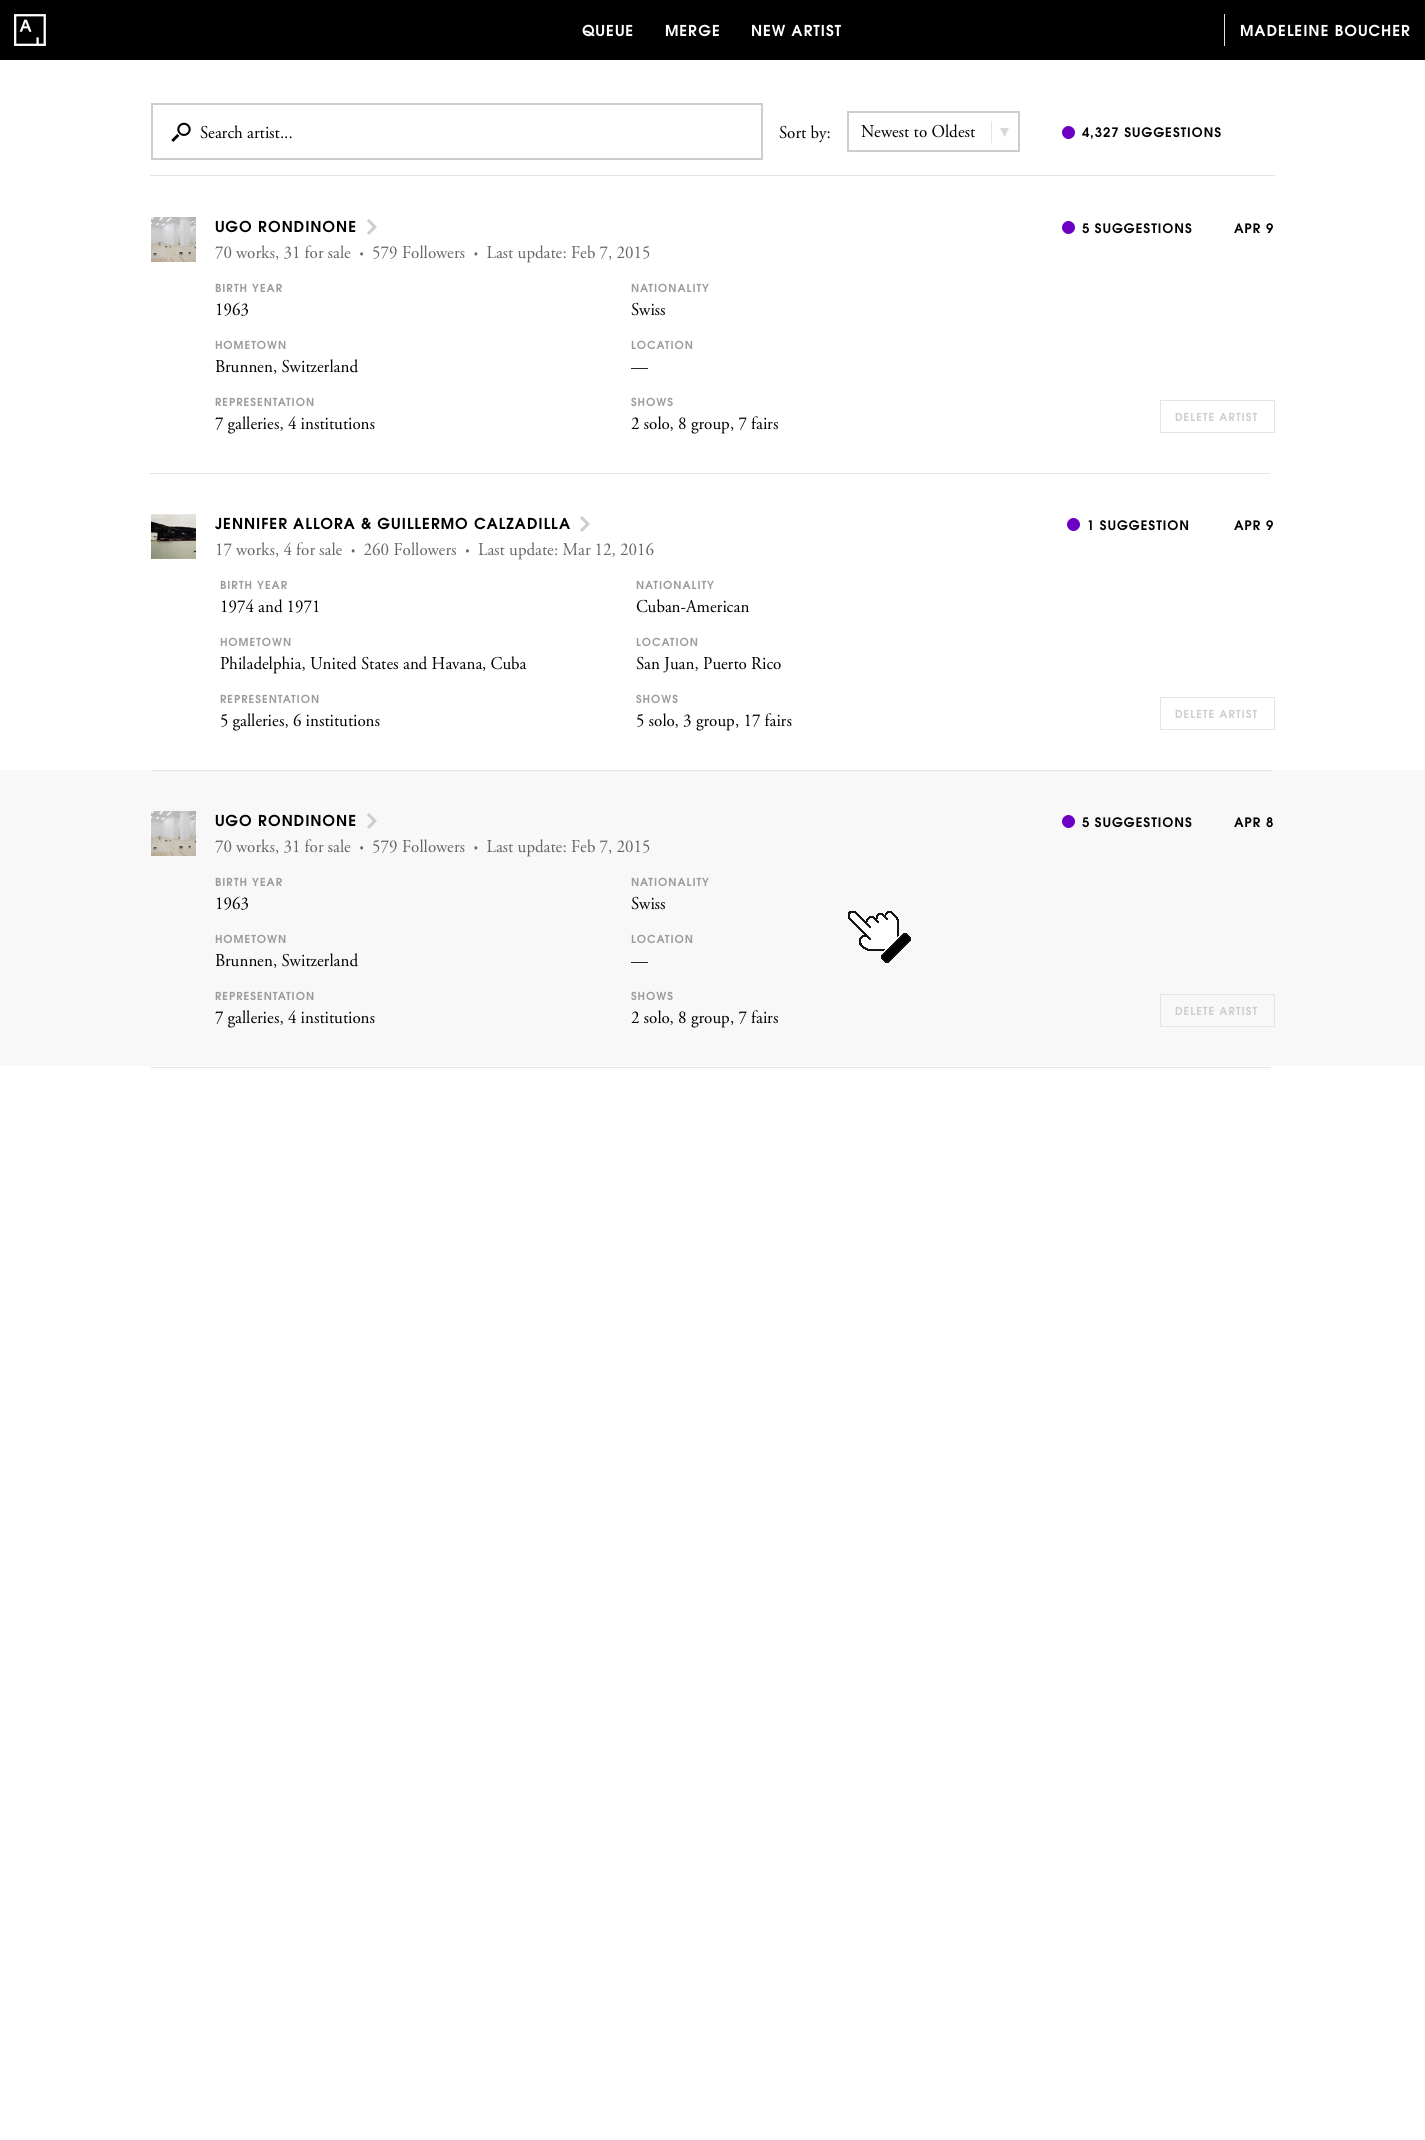 A
QUEUE MERGE NEW ARTIST MADELEINE BOUCHER
Search artist... Sort by: Newest to Oldest 4,327 SUGGESTIONS
UGO RONDINONE 5 SUGGESTIONS APR 9
70 works, 31 for sale • 579 Followers • Last update: Feb 7, 2015
BIRTH YEAR NATIONALITY
1963 Swiss
HOMETOWN LOCATION
Brunnen, Switzerland —
REPRESENTATION SHOWS
7 galleries, 4 institutions 2 solo, 8 group, 7 fairs
DELETE ARTIST
JENNIFER ALLORA & GUILLERMO CALZADILLA 1 SUGGESTION APR 9
17 works, 4 for sale • 260 Followers • Last update: Mar 12, 2016
BIRTH YEAR NATIONALITY
1974 and 1971 Cuban-American
HOMETOWN LOCATION
Philadelphia, United States and Havana, Cuba San Juan, Puerto Rico
REPRESENTATION SHOWS
5 galleries, 6 institutions 5 solo, 3 group, 17 fairs
DELETE ARTIST
UGO RONDINONE 5 SUGGESTIONS APR 8
70 works, 31 for sale • 579 Followers • Last update: Feb 7, 2015
BIRTH YEAR NATIONALITY
1963 Swiss
HOMETOWN LOCATION
Brunnen, Switzerland —
REPRESENTATION SHOWS
7 galleries, 4 institutions 2 solo, 8 group, 7 fairs
DELETE ARTIST